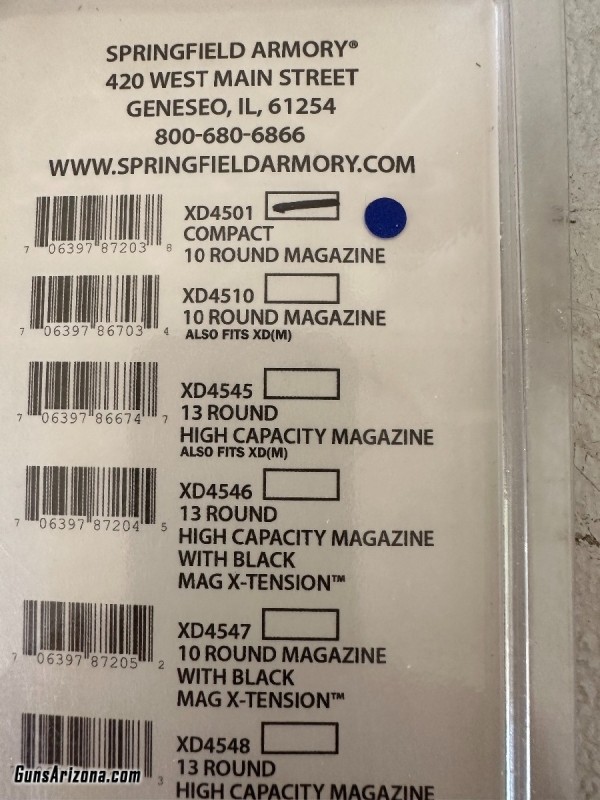 SPRINGFIELD ARMORY®
420 WEST MAIN STREET
GENESEO, IL, 61254
800-680-6866
WWW.SPRINGFIELDARMORY.COM
XD4501
COMPACT
10 ROUND MAGAZINE
7 06397 87203 8
XD4510
10 ROUND MAGAZINE
ALSO FITS XD(M)
7 06397 86703 4
XD4545
13 ROUND
HIGH CAPACITY MAGAZINE
ALSO FITS XD(M)
7 06397 86674 7
XD4546
13 ROUND
HIGH CAPACITY MAGAZINE
WITH BLACK
MAG X-TENSION™
7 06397 87204 5
XD4547
10 ROUND MAGAZINE
WITH BLACK
MAG X-TENSION™
7 06397 87205 2
XD4548
13 ROUND
HIGH CAPACITY MAGAZINE
3
GunsArizona.com